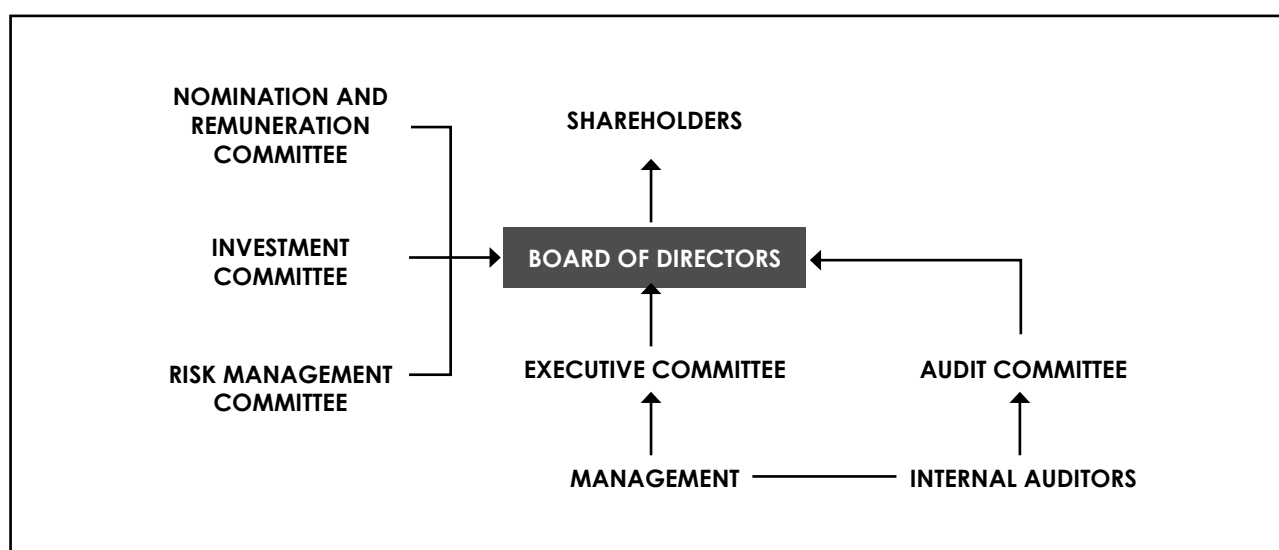 NOMINATION AND
REMUNERATION
COMMITTEE
SHAREHOLDERS
INVESTMENT
COMMITTEE
BOARD OF DIRECTORS
RISK MANAGEMENT
COMMITTEE
EXECUTIVE COMMITTEE
AUDIT COMMITTEE
MANAGEMENT
INTERNAL AUDITORS